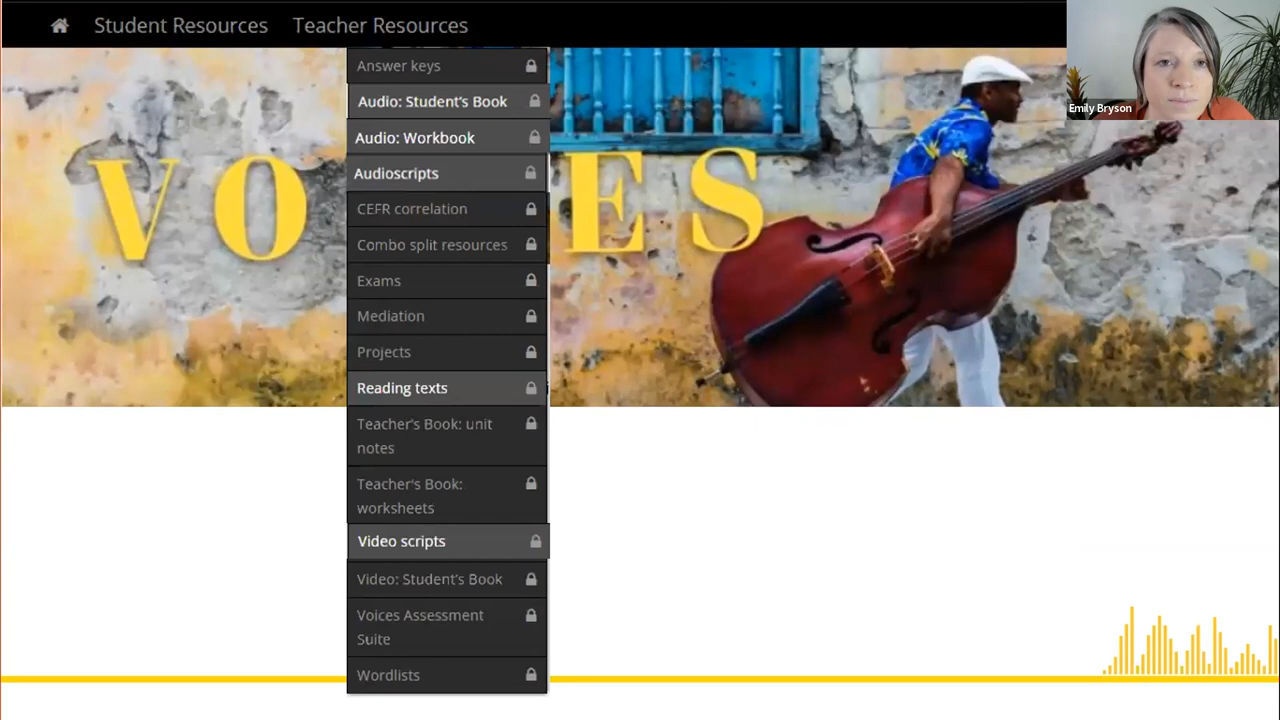 Student Resources
Teacher Resources
Emily Bryson
Answer keys
Audio: Student's Book
Audio: Workbook
Audioscripts
CEFR correlation
Combo split resources
Exams
Mediation
Projects
Reading texts
Teacher's Book: unit
notes
Teacher's Book:
worksheets
Video scripts
Video: Student's Book
Voices Assessment
Suite
Wordlists
VO ES